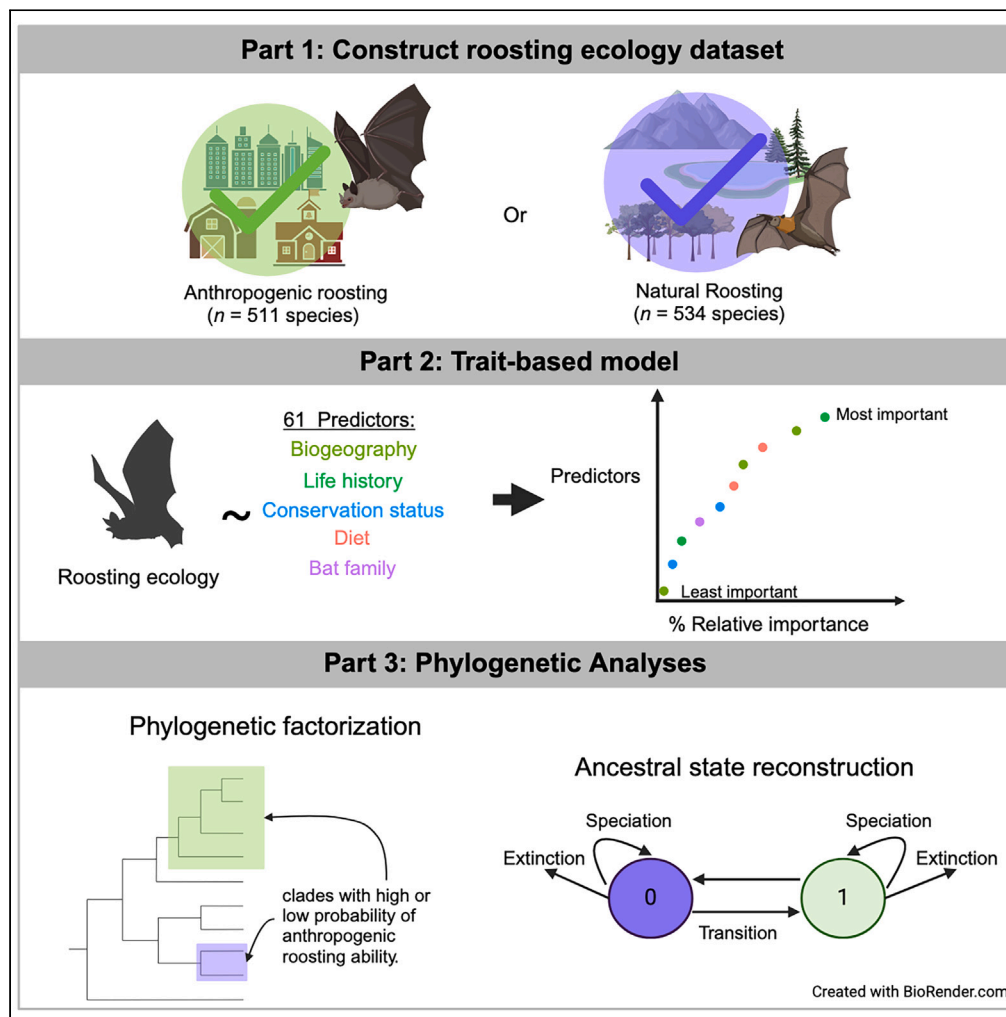 Part 1: Construct roosting ecology dataset
Anthropogenic roosting
(n = 511 species)
Or
Natural Roosting
(n = 534 species)
Part 2: Trait-based model
Roosting ecology
~
61 Predictors:
Biogeography
Life history
Conservation status
Diet
Bat family
Predictors
Most important
Least important
% Relative importance
Part 3: Phylogenetic Analyses
Phylogenetic factorization
clades with high or
low probability of
anthropogenic
roosting ability.
Ancestral state reconstruction
Speciation
Speciation
Extinction
Extinction
0
1
Transition
Created with BioRender.com